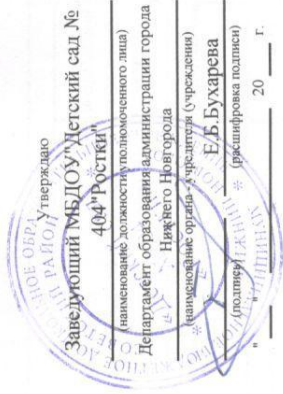 Утверждаю
Заведующий МБДОУ "Детский сад №
404"Ростки"
(наименование должности уполномоченного лица)
Департамент образования администрации города
Нижнего Новгорода
(наименование органа - учредителя (учреждения)
Е.Б.Бухарева
(подпись) (расшифровка подписи)
" " 20 г.